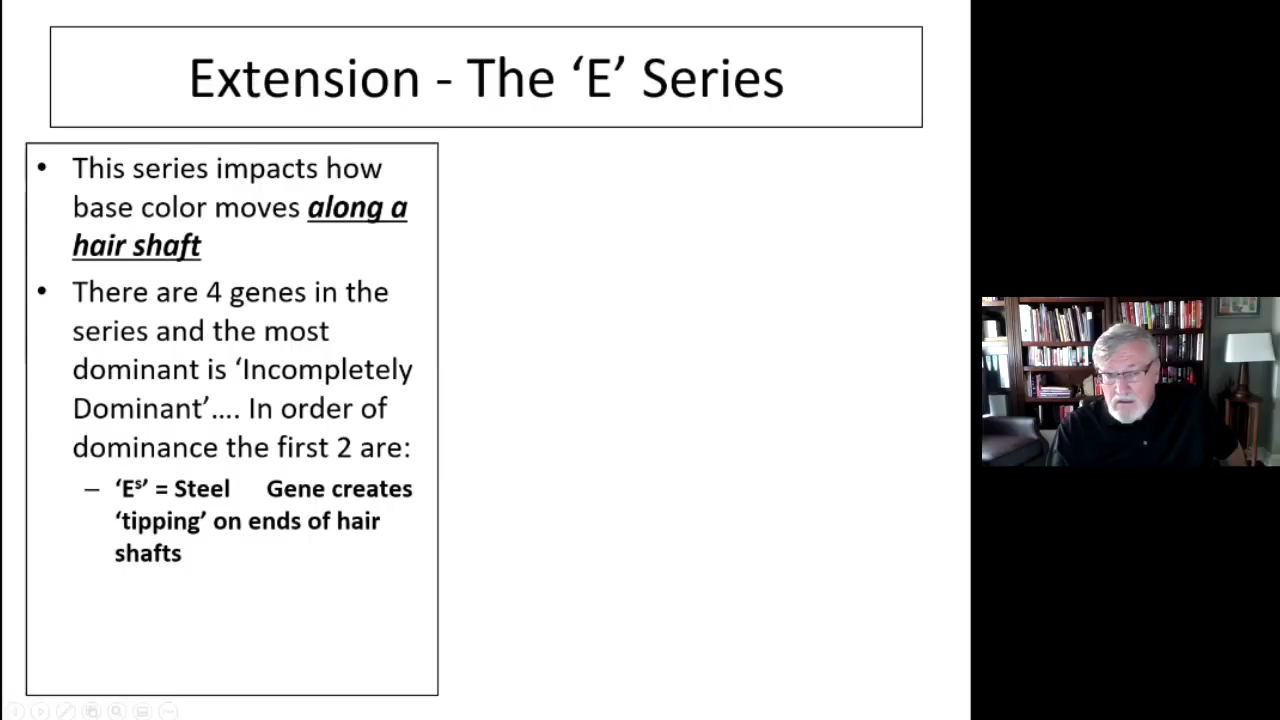 Extension - The ‘E’ Series
• This series impacts how
base color moves along a
hair shaft
• There are 4 genes in the
series and the most
dominant is ‘Incompletely
Dominant’…. In order of
dominance the first 2 are:
– ‘Eˢ’ = Steel Gene creates
‘tipping’ on ends of hair
shafts